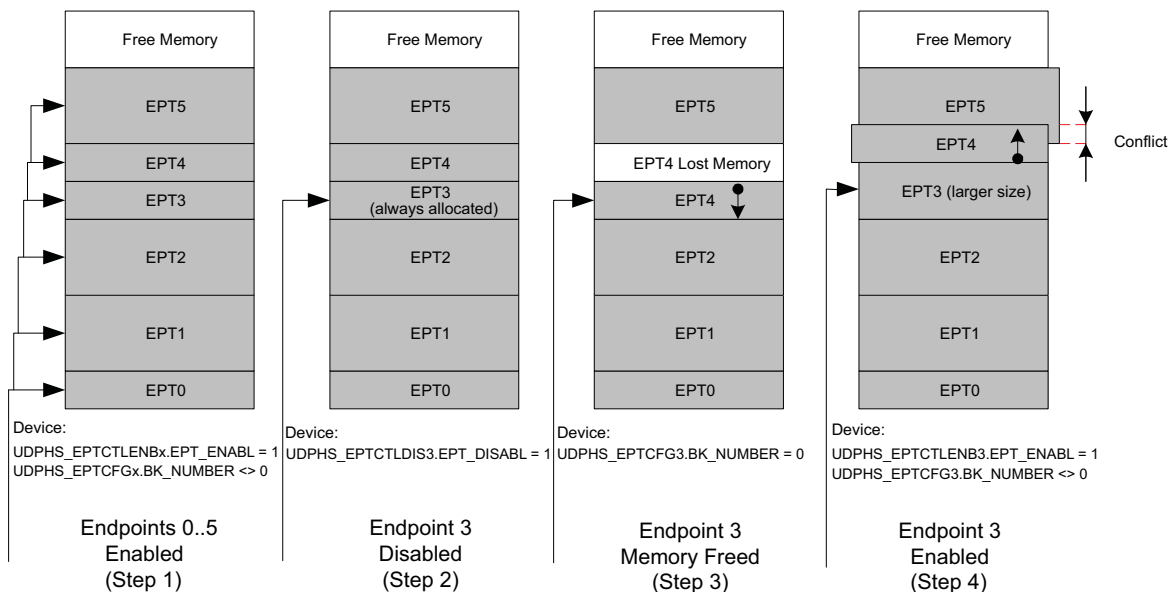 Free Memory
EPT5
EPT4
EPT3
EPT2
EPT1
EPT0
Device:
UDPHS_EPTCTLENBx.EPT_ENABL = 1
UDPHS_EPTCFGx.BK_NUMBER <> 0
Endpoints 0..5
Enabled
(Step 1)
Free Memory
EPT5
EPT4
EPT3
(always allocated)
EPT2
EPT1
EPT0
Device:
UDPHS_EPTCTLDIS3.EPT_DISABL = 1
Endpoint 3
Disabled
(Step 2)
Free Memory
EPT5
EPT4 Lost Memory
EPT4
EPT2
EPT1
EPT0
Device:
UDPHS_EPTCFG3.BK_NUMBER = 0
Endpoint 3
Memory Freed
(Step 3)
Free Memory
EPT5
EPT4
Conflict
EPT3 (larger size)
EPT2
EPT1
EPT0
Device:
UDPHS_EPTCTLENB3.EPT_ENABL = 1
UDPHS_EPTCFG3.BK_NUMBER <> 0
Endpoint 3
Enabled
(Step 4)